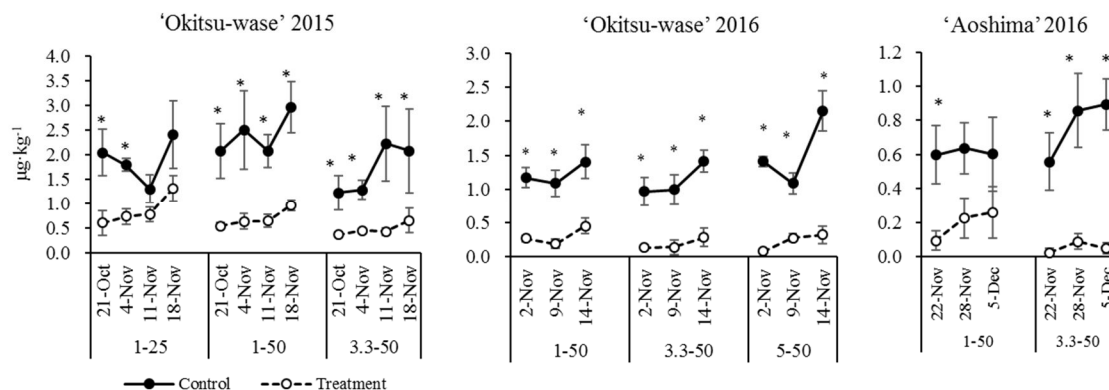 'Okitsu-wase' 2015
μg·kg⁻¹
4.0
3.5
3.0
2.5
2.0
1.5
1.0
0.5
0.0
* * * * * * * * * *
21-Oct 4-Nov 11-Nov 18-Nov 21-Oct 4-Nov 11-Nov 18-Nov 21-Oct 4-Nov 11-Nov 18-Nov
1-25 1-50 3.3-50
Control Treatment
'Okitsu-wase' 2016
3.0
2.5
2.0
1.5
1.0
0.5
0.0
* * * * * * * * *
2-Nov 9-Nov 14-Nov 2-Nov 9-Nov 14-Nov 2-Nov 9-Nov 14-Nov
1-50 3.3-50 5-50
'Aoshima' 2016
1.2
1.0
0.8
0.6
0.4
0.2
0.0
* * * *
22-Nov 28-Nov 5-Dec 22-Nov 28-Nov 5-Dec
1-50 3.3-50